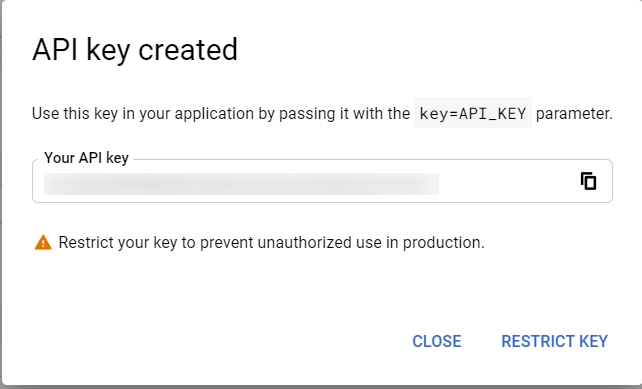 API key created
Use this key in your application by passing it with the key=API_KEY parameter.
Your API key
Restrict your key to prevent unauthorized use in production.
CLOSE RESTRICT KEY